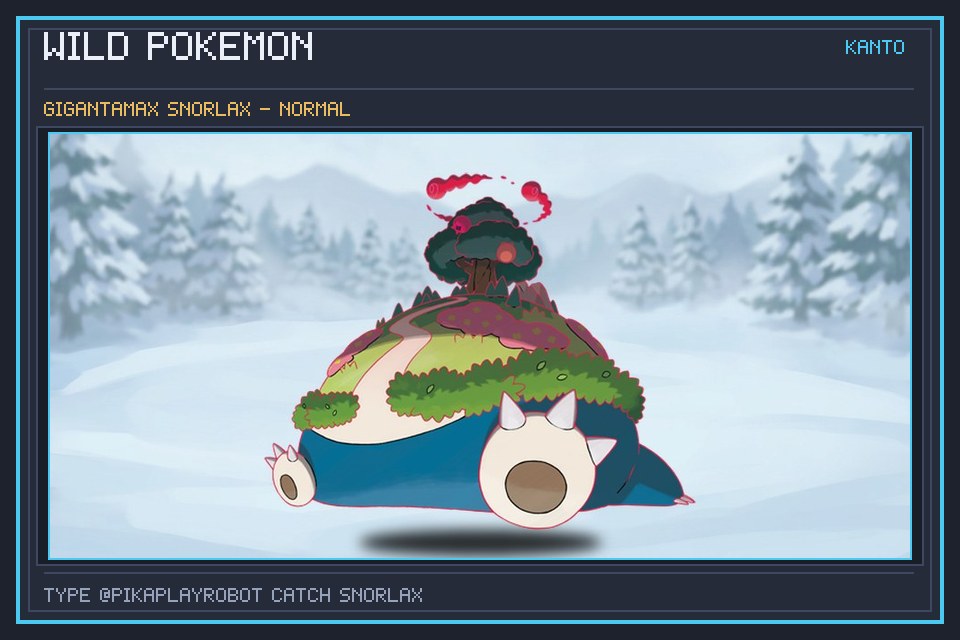 WILD POKEMON
KANTO
GIGANTAMAX SNORLAX - NORMAL
TYPE @PIKAPLAYROBOT CATCH SNORLAX